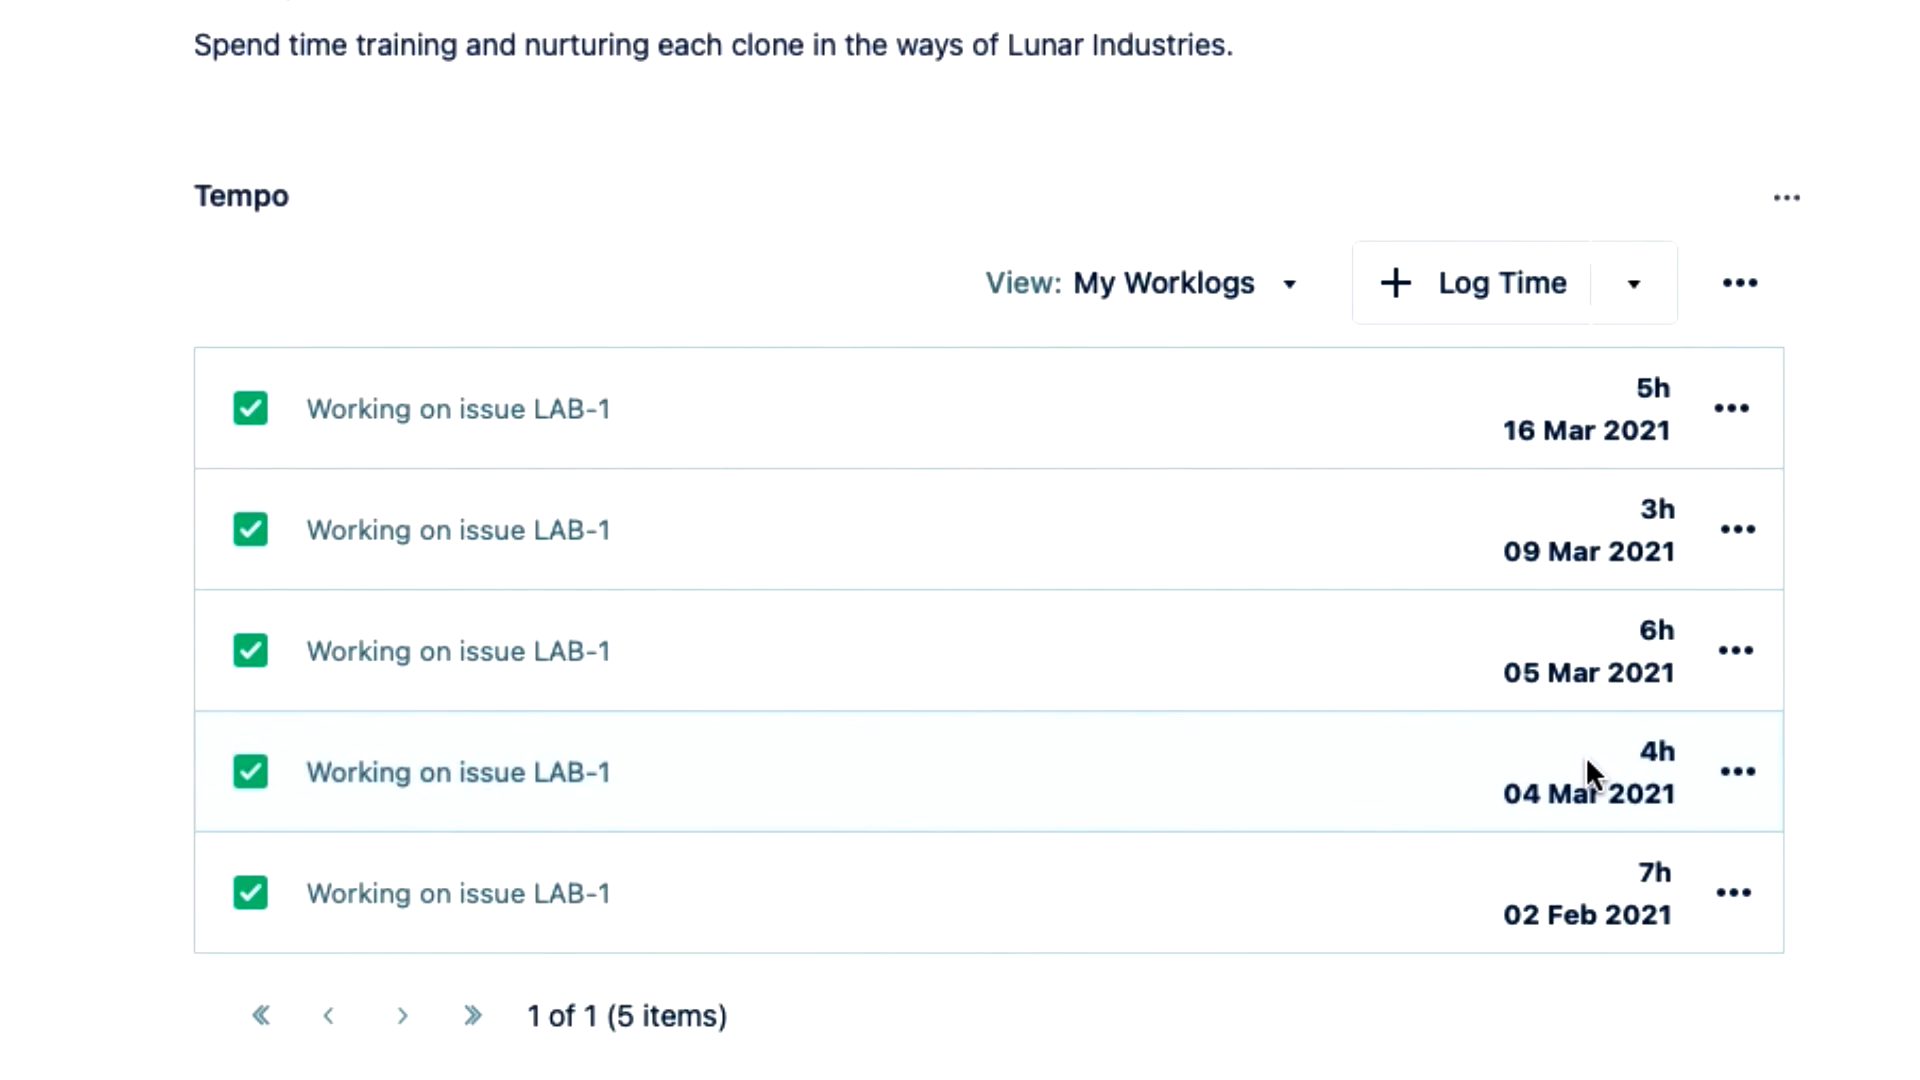 Spend time training and nurturing each clone in the ways of Lunar Industries.
Tempo
View: My Worklogs
Log Time
Working on issue LAB-1
5h
16 Mar 2021
Working on issue LAB-1
3h
09 Mar 2021
Working on issue LAB-1
6h
05 Mar 2021
Working on issue LAB-1
4h
04 Mar 2021
Working on issue LAB-1
7h
02 Feb 2021
1 of 1 (5 items)